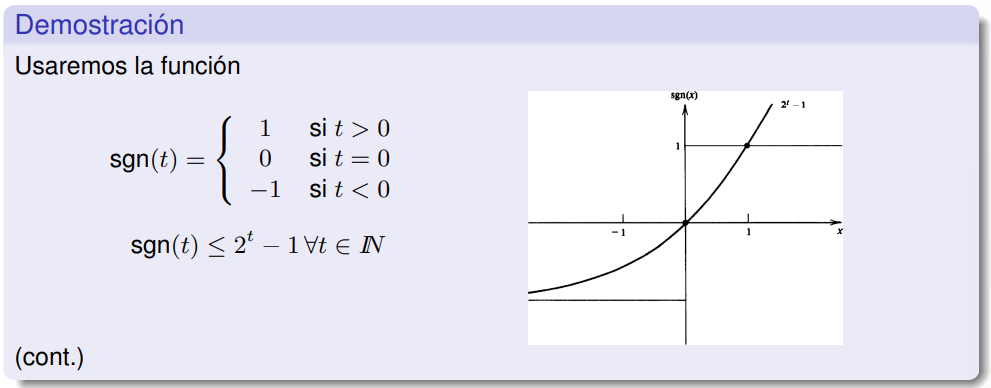 Demostración
Usaremos la función
sgn(t) = { 1 si t > 0
0 si t = 0
−1 si t < 0
sgn(t) ≤ 2^t − 1 ∀t ∈ ℕ
(cont.)
sgn(x)
2^t − 1
1
−1
1
x